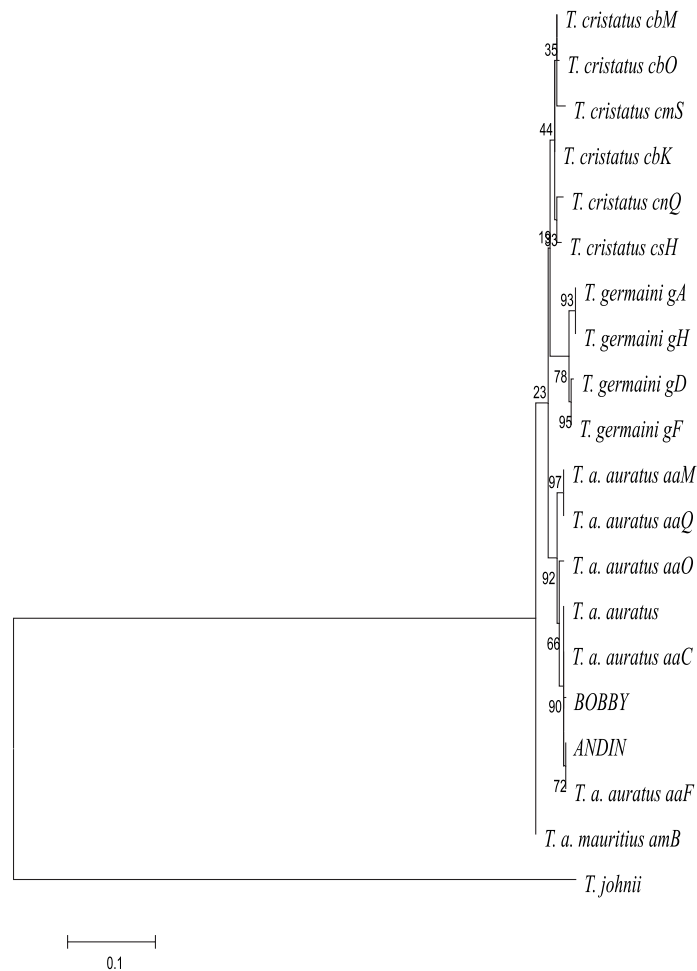 T. cristatus cbM
35
T. cristatus cbO
T. cristatus cmS
44
T. cristatus cbK
T. cristatus cnQ
T. cristatus csH
93
T. germaini gA
T. germaini gH
78
T. germaini gD
23
95
T. germaini gF
97
T. a. auratus aaM
T. a. auratus aaQ
T. a. auratus aaO
92
T. a. auratus
66
T. a. auratus aaC
90
BOBBY
ANDIN
72
T. a. auratus aaF
T. a. mauritius amB
T. johnii
0.1